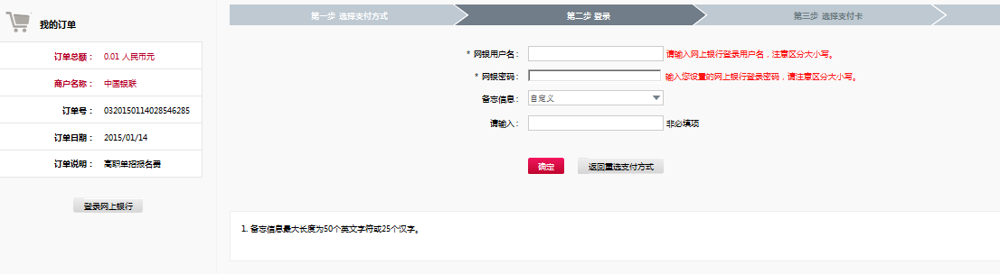 我的订单
订单总额： 0.01 人民币元
商户名称： 中国银联
订单号： 0320150114028546285
订单日期： 2015/01/14
订单说明： 高职单招报名费
登录网上银行
第一步 选择支付方式 第二步 登录 第三步 选择支付卡
* 网银用户名： 请输入网上银行登录用户名，注意区分大小写。
* 网银密码： 输入您设置的网上银行登录密码，请注意区分大小写。
备忘信息： 自定义
请输入： 非必填项
确定 返回重选支付方式
1. 备忘信息最大长度为50个英文字符或25个汉字。